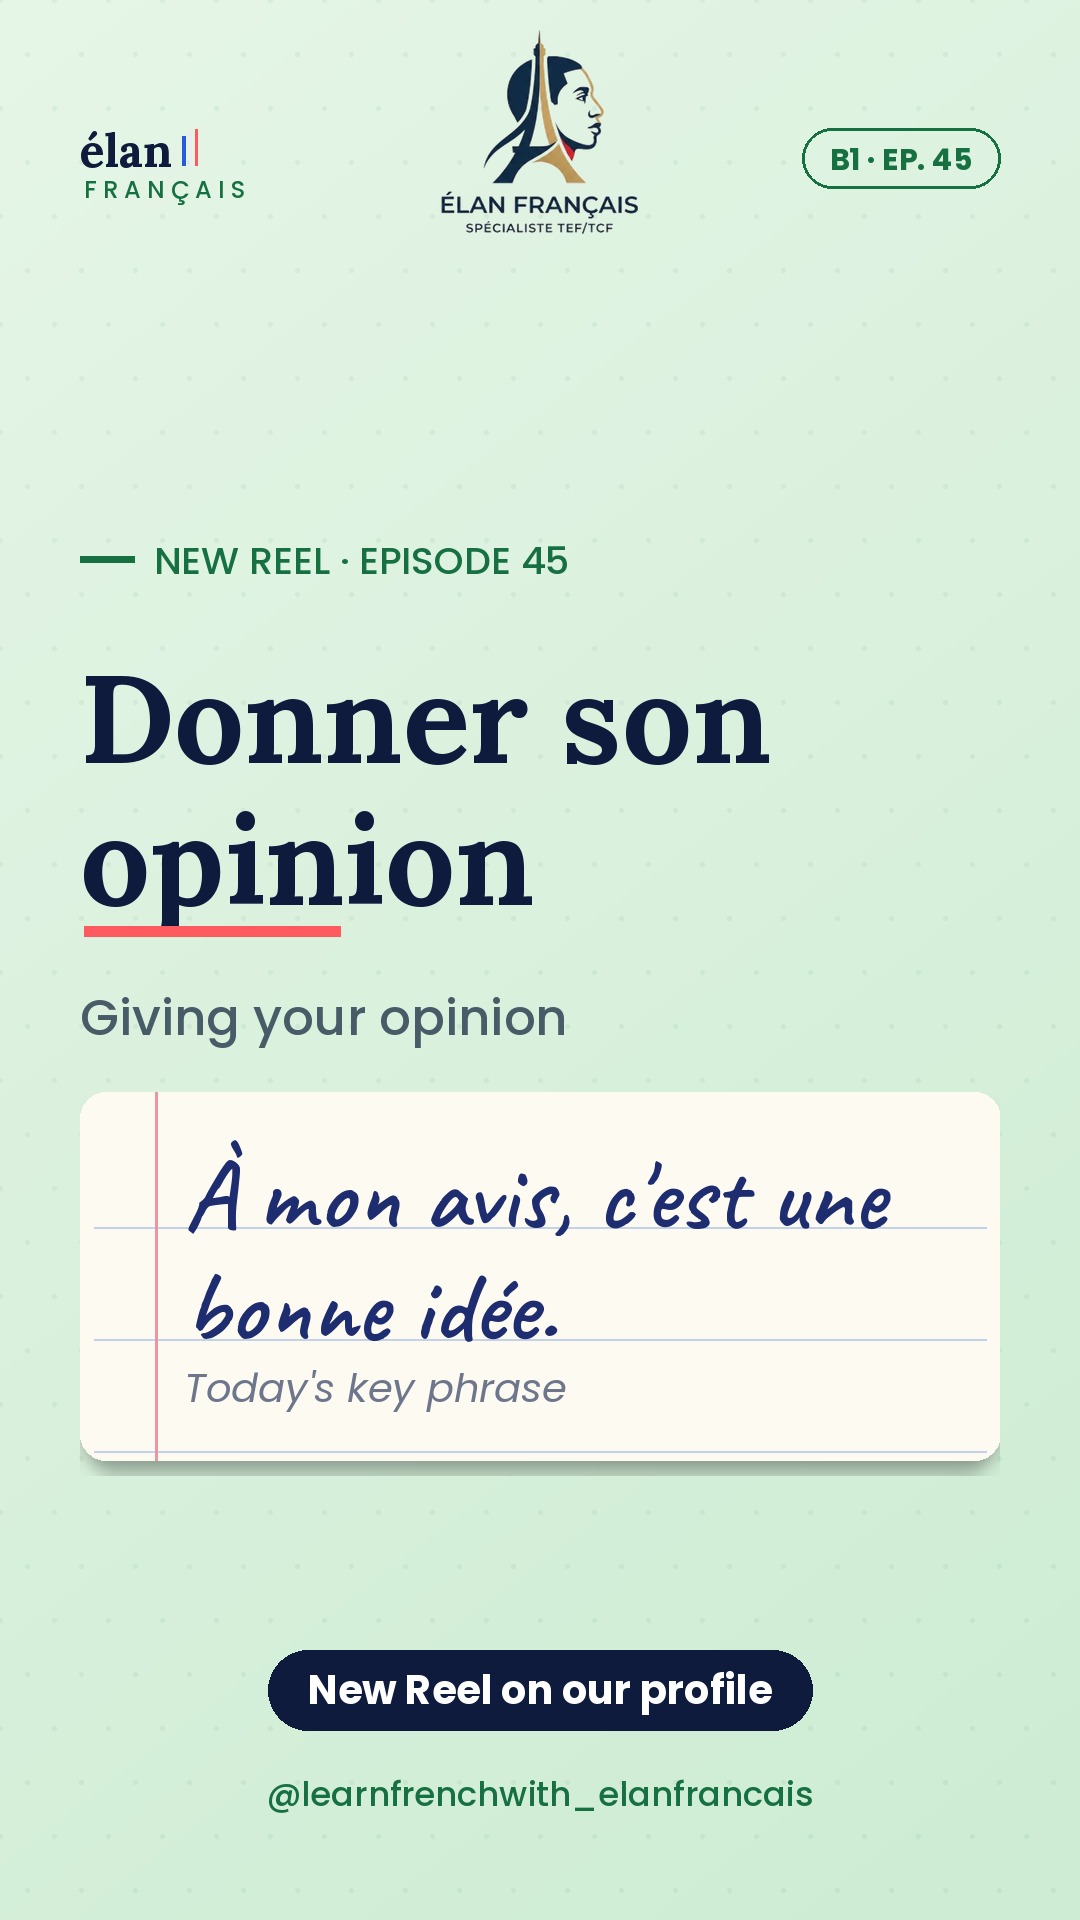 élan
FRANÇAIS
ÉLAN FRANÇAIS
SPÉCIALISTE TEF/TCF
B1 · EP. 45
NEW REEL · EPISODE 45
Donner son
opinion
Giving your opinion
À mon avis, c'est une
bonne idée.
Today's key phrase
New Reel on our profile
@learnfrenchwith_elanfrancais